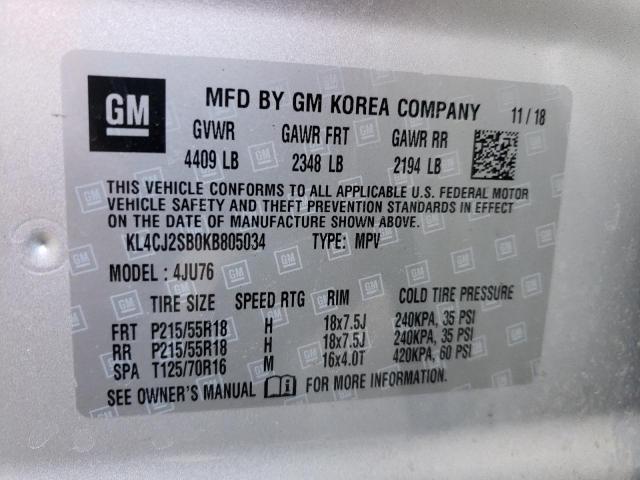 GM
MFD BY GM KOREA COMPANY 11/18
GVWR GAWR FRT GAWR RR
4409 LB 2348 LB 2194 LB
THIS VEHICLE CONFORMS TO ALL APPLICABLE U.S. FEDERAL MOTOR
VEHICLE SAFETY AND THEFT PREVENTION STANDARDS IN EFFECT
ON THE DATE OF MANUFACTURE SHOWN ABOVE.
KL4CJ2SB0KB805034 TYPE: MPV
MODEL : 4JU76
TIRE SIZE SPEED RTG RIM COLD TIRE PRESSURE
FRT P215/55R18 H 18x7.5J 240KPA, 35 PSI
RR P215/55R18 H 18x7.5J 240KPA, 35 PSI
SPA T125/70R16 M 16x4.0T 420KPA, 60 PSI
SEE OWNER'S MANUAL FOR MORE INFORMATION.